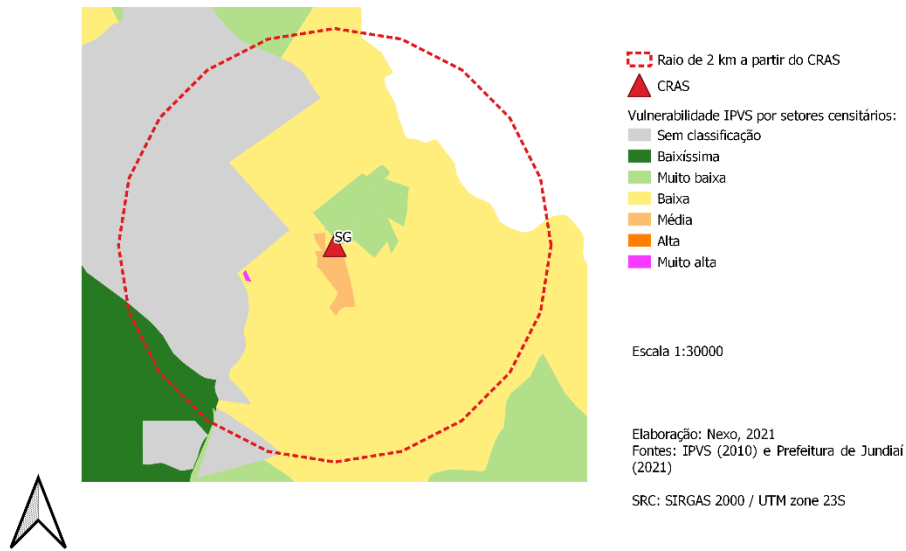 SG
Raio de 2 km a partir do CRAS
CRAS
Vulnerabilidade IPVS por setores censitários:
Sem classificação
Baixíssima
Muito baixa
Baixa
Média
Alta
Muito alta
Escala 1:30000
Elaboração: Nexo, 2021
Fontes: IPVS (2010) e Prefeitura de Jundiaí
(2021)
SRC: SIRGAS 2000 / UTM zone 23S